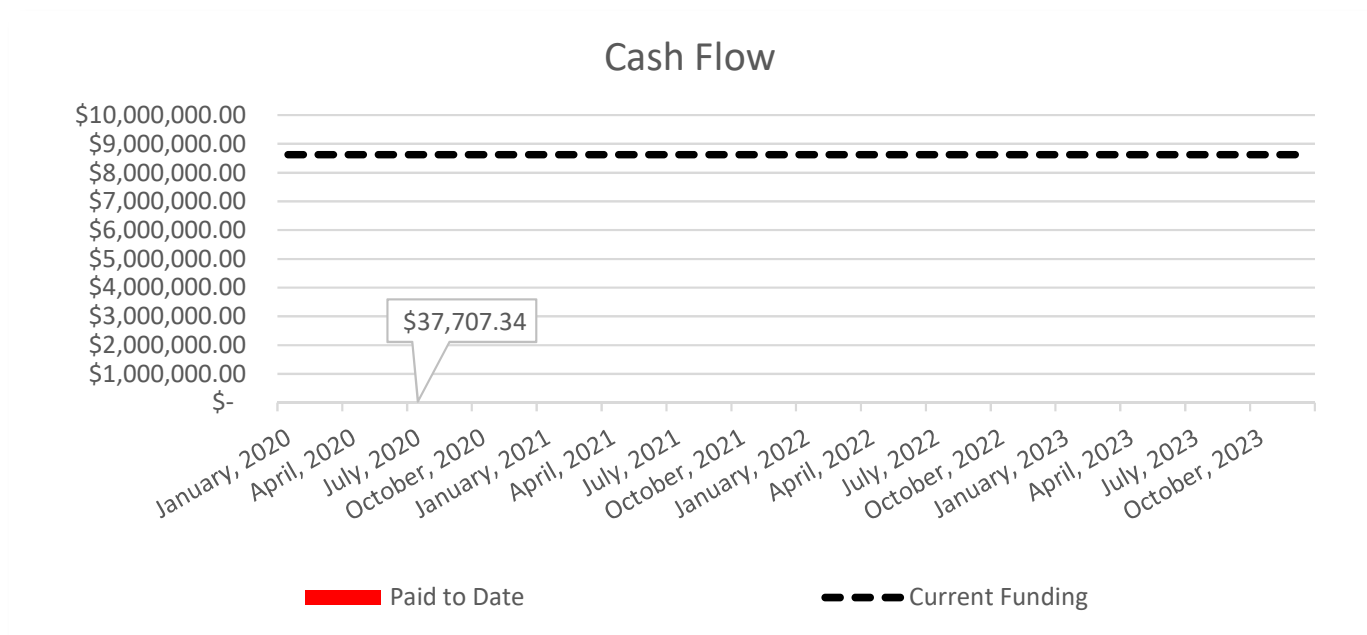 Cash Flow
$10,000,000.00
$9,000,000.00
$8,000,000.00
$7,000,000.00
$6,000,000.00
$5,000,000.00
$4,000,000.00
$3,000,000.00
$2,000,000.00
$1,000,000.00
$-
$37,707.34
January, 2020
April, 2020
July, 2020
October, 2020
January, 2021
April, 2021
July, 2021
October, 2021
January, 2022
April, 2022
July, 2022
October, 2022
January, 2023
April, 2023
July, 2023
October, 2023
Paid to Date
Current Funding